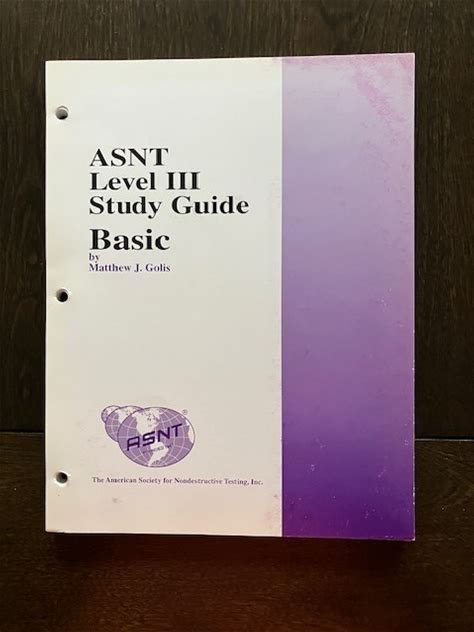 ASNT
Level III
Study Guide
Basic
by
Matthew J. Golis
®
ASNT
The American Society for Nondestructive Testing, Inc.